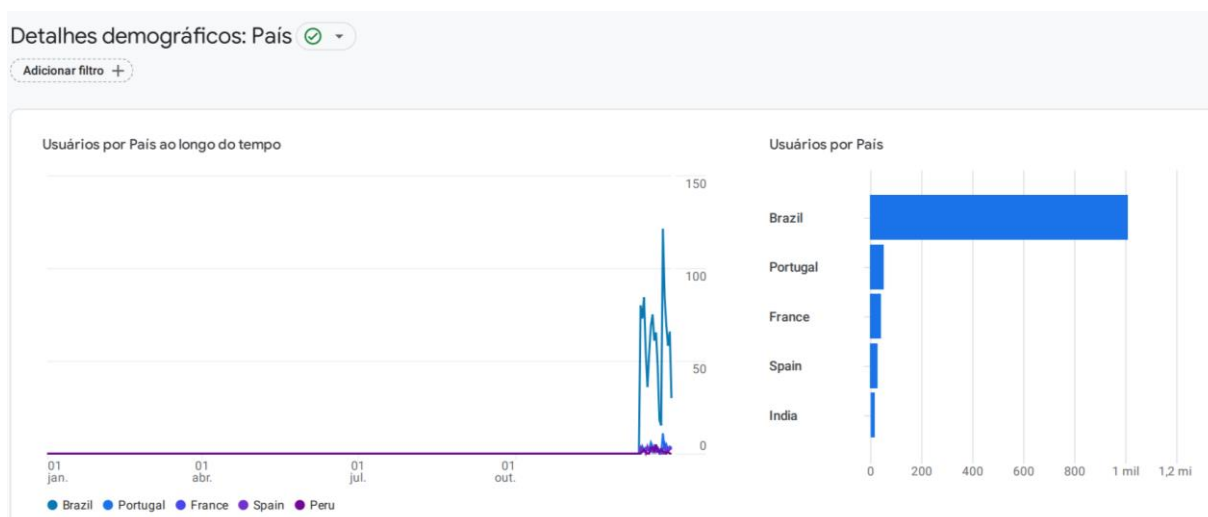 Detalhes demográficos: País
Adicionar filtro +
Usuários por País ao longo do tempo
150
100
50
0
01 jan.
01 abr.
01 jul.
01 out.
Brazil Portugal France Spain Peru
Usuários por País
Brazil
Portugal
France
Spain
India
0 200 400 600 800 1 mil 1,2 mi